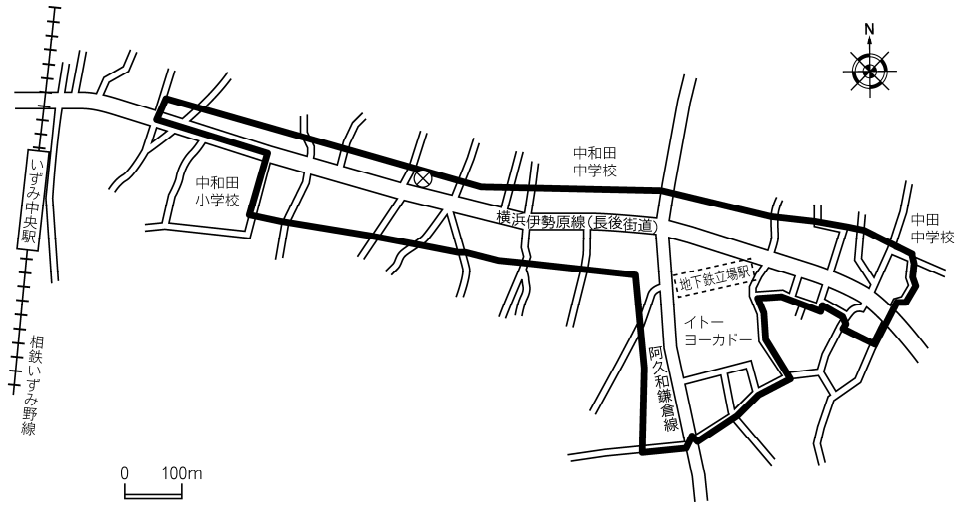 N
中和田
中学校
いずみ中央駅
中和田
小学校
横浜伊勢原線(長後街道)
中田
中学校
地下鉄立場駅
イトー
ヨーカドー
阿久和鎌倉線
相鉄いずみ野線
0 100m